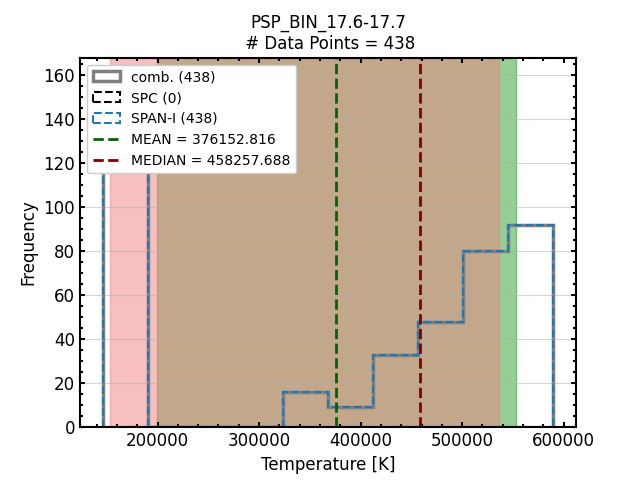 PSP_BIN_17.6-17.7
# Data Points = 438
comb. (438)
SPC (0)
SPAN-I (438)
MEAN = 376152.816
MEDIAN = 458257.688
Frequency
160
140
120
100
80
60
40
20
0
200000 300000 400000 500000 600000
Temperature [K]